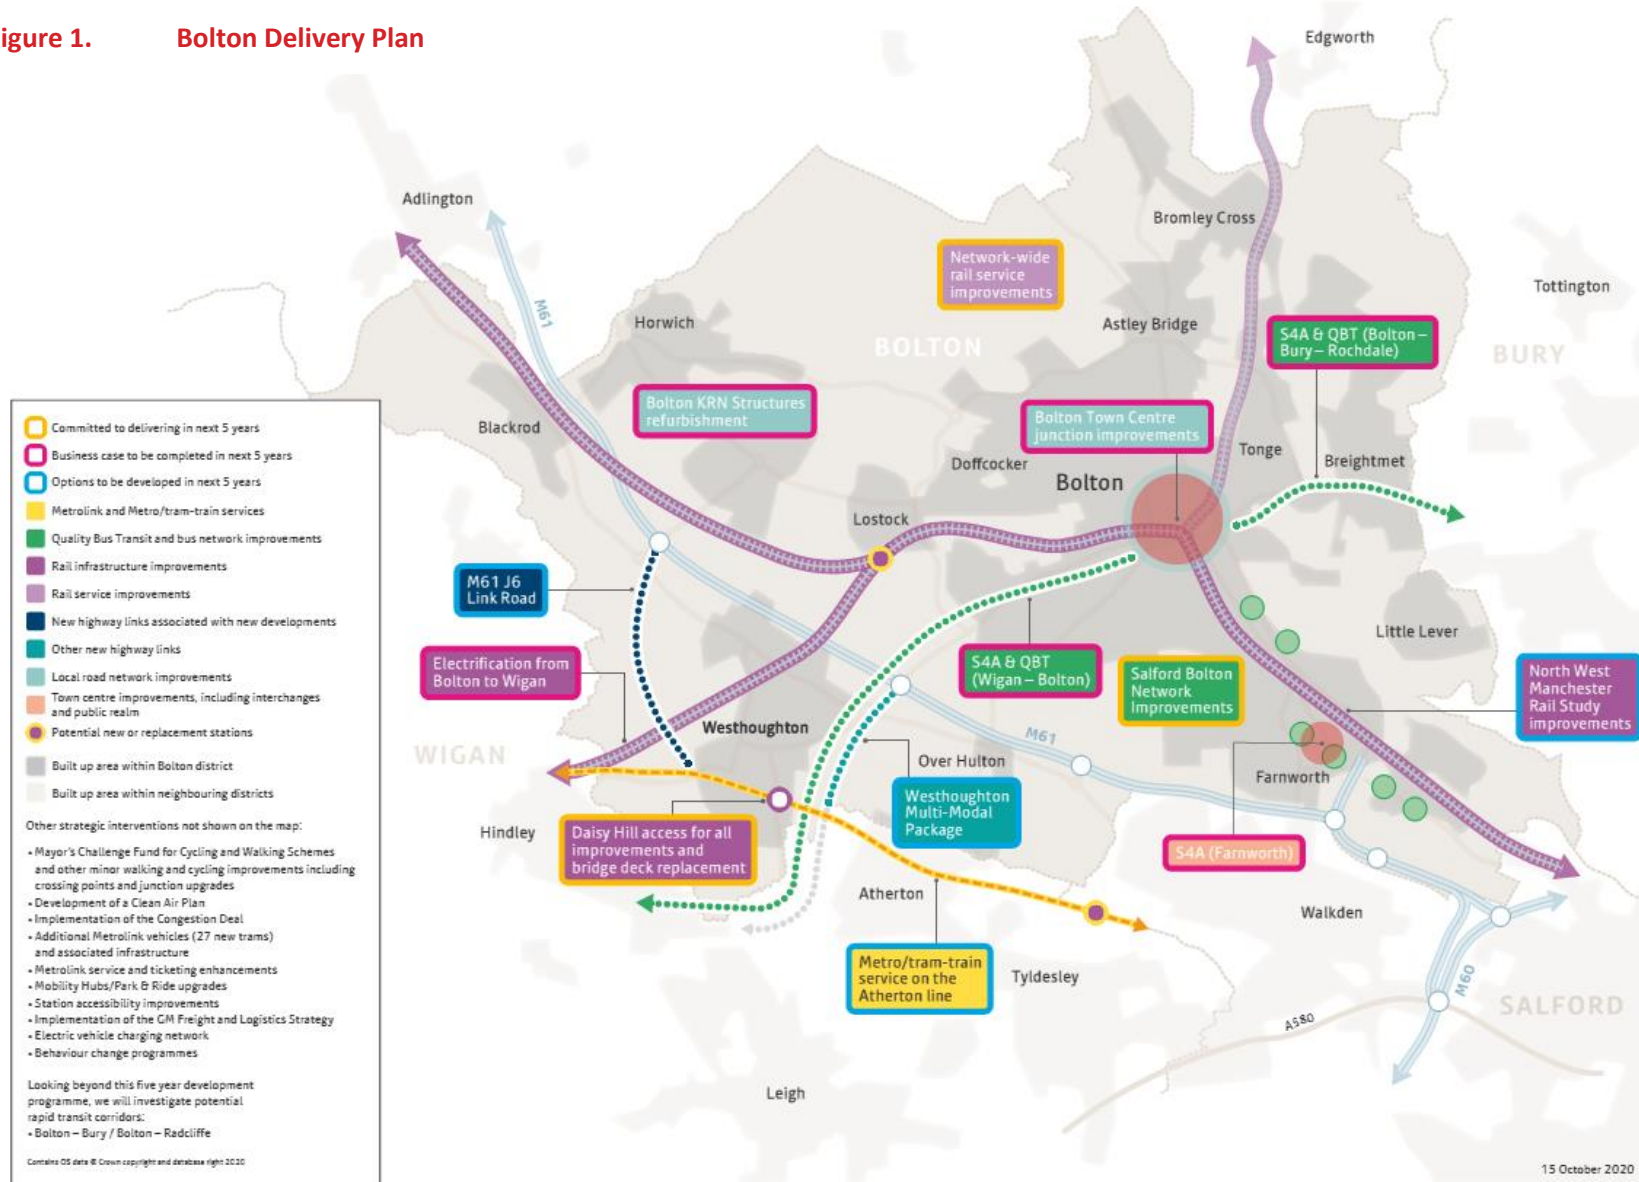 igure 1. Bolton Delivery Plan
Edgworth
Adlington
Bromley Cross
Network-wide
rail service
improvements
Tottington
M61
Horwich
Astley Bridge
S4A & QBT (Bolton –
Bury – Rochdale)
BOLTON
BURY
Bolton KRN Structures
refurbishment
Bolton Town Centre
junction improvements
Blackrod
Doffcocker
Tonge
Breightmet
Bolton
Lostock
M61 J6
Link Road
Little Lever
Electrification from
Bolton to Wigan
S4A & QBT
(Wigan – Bolton)
Salford Bolton
Network
Improvements
North West
Manchester
Rail Study
improvements
Westhoughton
M61
WIGAN
Over Hulton
Farnworth
Westhoughton
Multi-Modal
Package
Hindley
Daisy Hill access for all
improvements and
bridge deck replacement
S4A (Farnworth)
Atherton
Walkden
Metro/tram-train
service on the
Atherton line
Tyldesley
M60
SALFORD
A580
Leigh
Committed to delivering in next 5 years
Business case to be completed in next 5 years
Options to be developed in next 5 years
Metrolink and Metro/tram-train services
Quality Bus Transit and bus network improvements
Rail infrastructure improvements
Rail service improvements
New highway links associated with new developments
Other new highway links
Local road network improvements
Town centre improvements, including interchanges
and public realm
Potential new or replacement stations
Built up area within Bolton district
Built up area within neighbouring districts
Other strategic interventions not shown on the map:
• Mayor's Challenge Fund for Cycling and Walking Schemes
and other minor walking and cycling improvements including
crossing points and junction upgrades
• Development of a Clean Air Plan
• Implementation of the Congestion Deal
• Additional Metrolink vehicles (27 new trams)
and associated infrastructure
• Metrolink service and ticketing enhancements
• Mobility Hubs/Park & Ride upgrades
• Station accessibility improvements
• Implementation of the GM Freight and Logistics Strategy
• Electric vehicle charging network
• Behaviour change programmes
Looking beyond this five year development
programme, we will investigate potential
rapid transit corridors:
• Bolton – Bury / Bolton – Radcliffe
Contains OS data © Crown copyright and database right 2020
15 October 2020